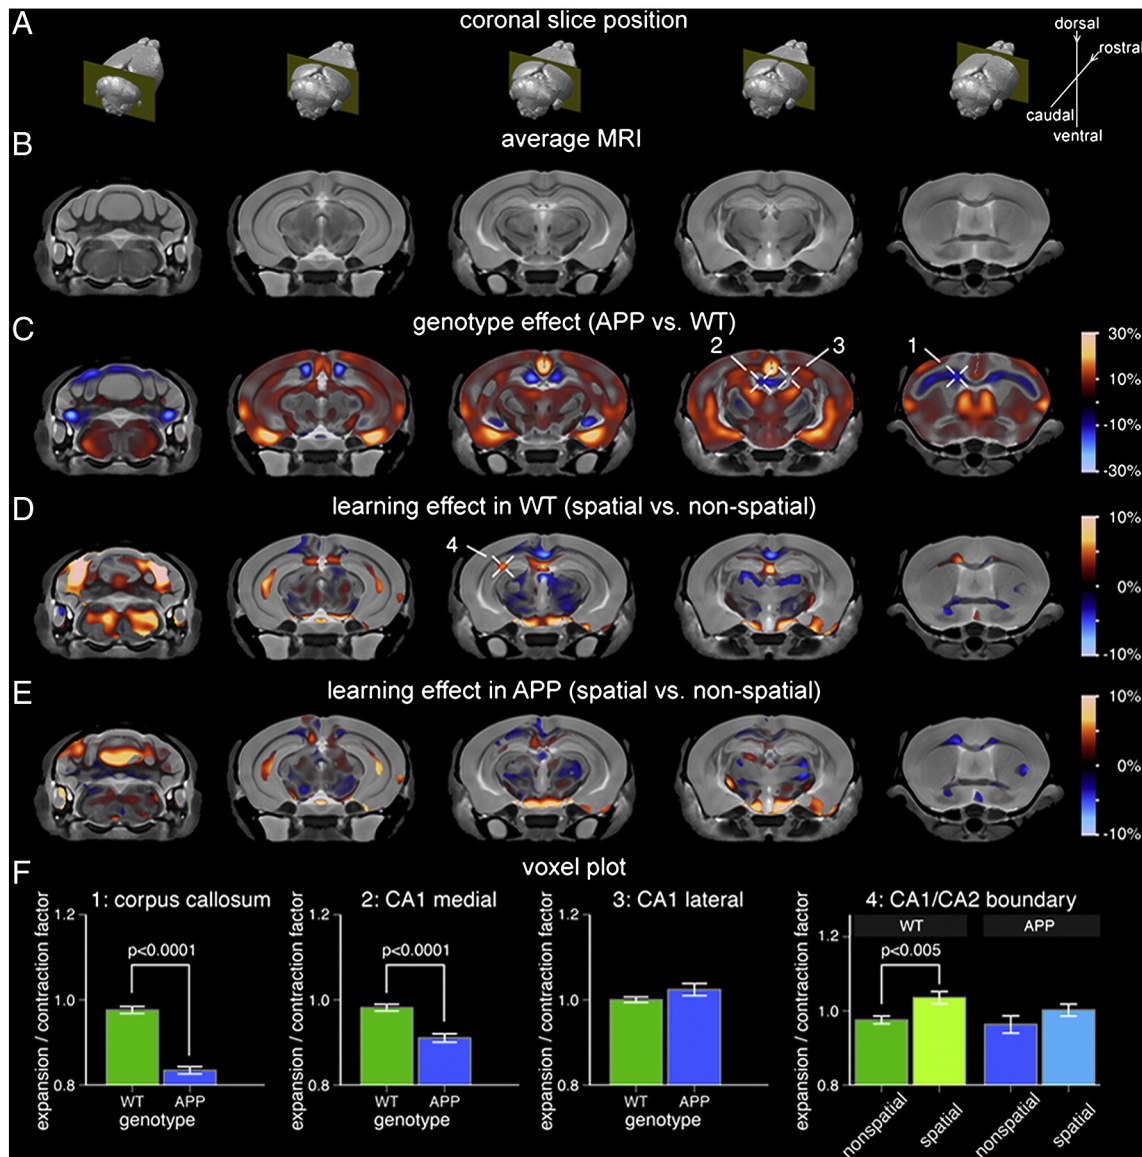 A
coronal slice position
dorsal
rostral
caudal
ventral
B
average MRI
C
genotype effect (APP vs. WT)
2
3
1
30%
10%
-10%
-30%
D
learning effect in WT (spatial vs. non-spatial)
4
10%
0%
-10%
E
learning effect in APP (spatial vs. non-spatial)
10%
0%
-10%
F
voxel plot
1: corpus callosum
expansion / contraction factor
1.2
1.0
0.8
p<0.0001
WT
APP
genotype
2: CA1 medial
expansion / contraction factor
1.2
1.0
0.8
p<0.0001
WT
APP
genotype
3: CA1 lateral
expansion / contraction factor
1.2
1.0
0.8
WT
APP
genotype
4: CA1/CA2 boundary
expansion / contraction factor
WT
APP
1.2
1.0
0.8
p<0.005
nonspatial
spatial
nonspatial
spatial